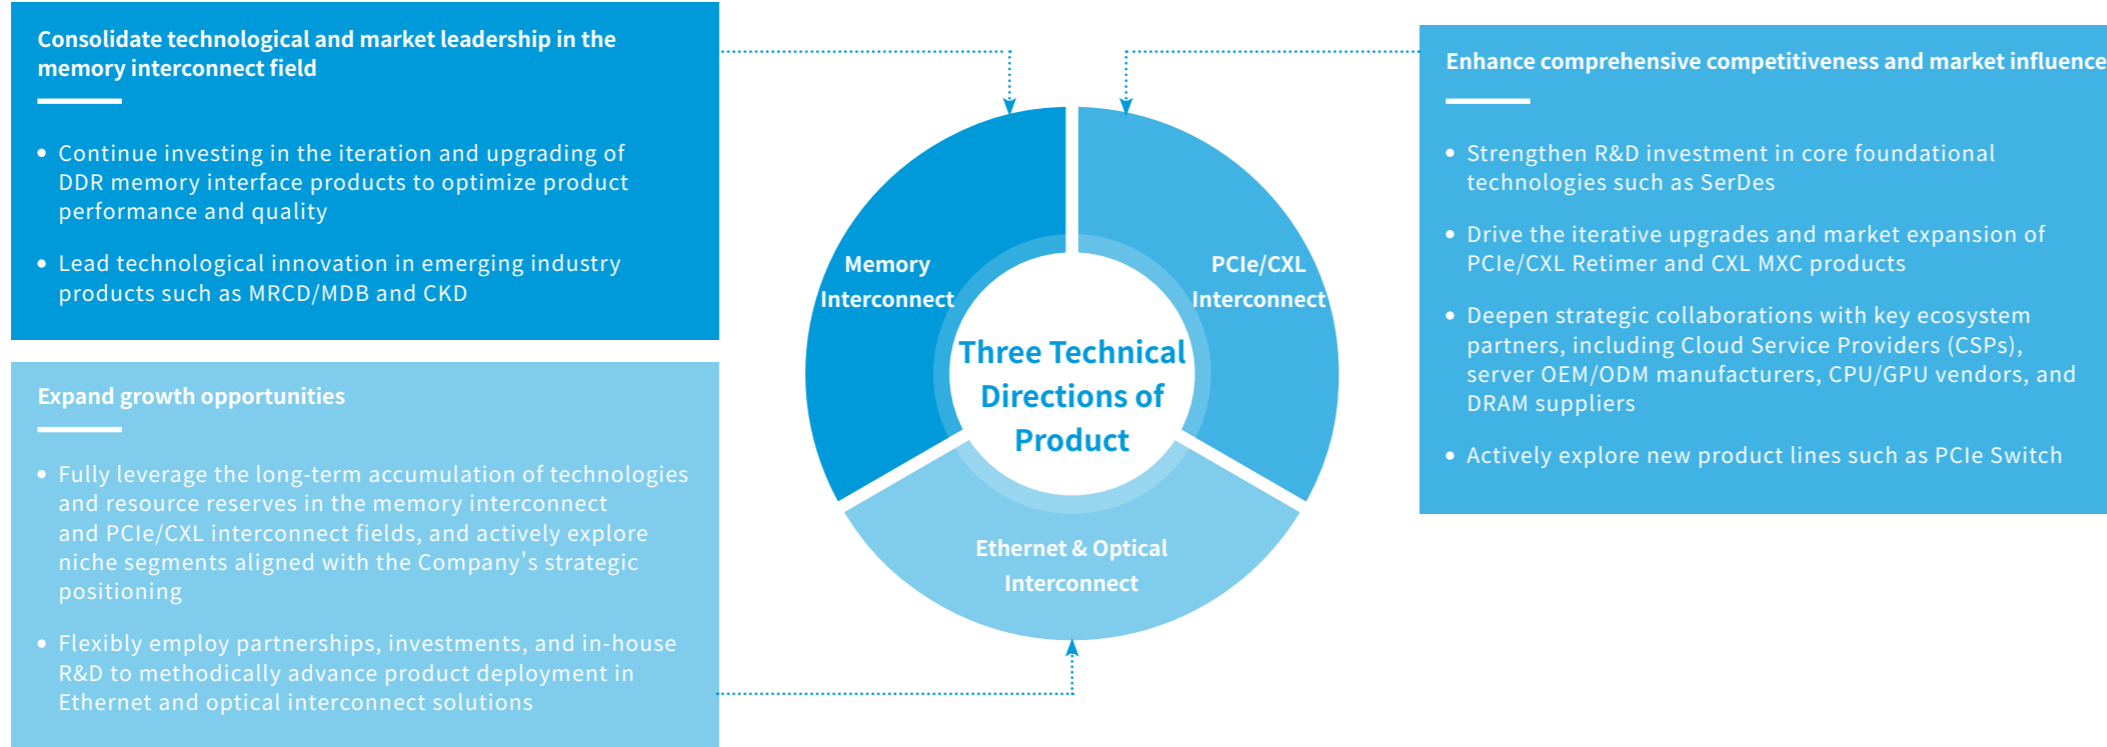 Consolidate technological and market leadership in the
memory interconnect field
• Continue investing in the iteration and upgrading of
DDR memory interface products to optimize product
performance and quality
• Lead technological innovation in emerging industry
products such as MRCD/MDB and CKD
Expand growth opportunities
• Fully leverage the long-term accumulation of technologies
and resource reserves in the memory interconnect
and PCIe/CXL interconnect fields, and actively explore
niche segments aligned with the Company's strategic
positioning
• Flexibly employ partnerships, investments, and in-house
R&D to methodically advance product deployment in
Ethernet and optical interconnect solutions
Memory
Interconnect
PCIe/CXL
Interconnect
Three Technical
Directions of
Product
Ethernet & Optical
Interconnect
Enhance comprehensive competitiveness and market influence
• Strengthen R&D investment in core foundational
technologies such as SerDes
• Drive the iterative upgrades and market expansion of
PCIe/CXL Retimer and CXL MXC products
• Deepen strategic collaborations with key ecosystem
partners, including Cloud Service Providers (CSPs),
server OEM/ODM manufacturers, CPU/GPU vendors, and
DRAM suppliers
• Actively explore new product lines such as PCIe Switch